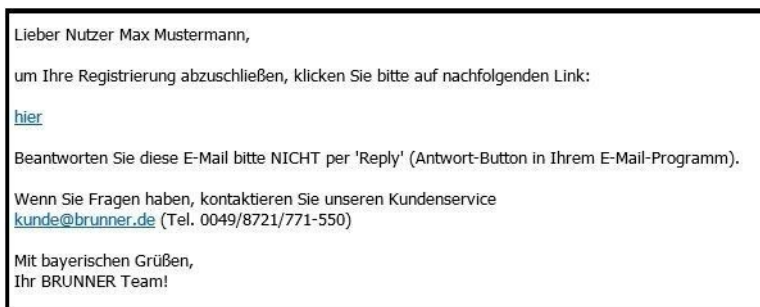 Lieber Nutzer Max Mustermann,
um Ihre Registrierung abzuschließen, klicken Sie bitte auf nachfolgenden Link:
hier
Beantworten Sie diese E-Mail bitte NICHT per 'Reply' (Antwort-Button in Ihrem E-Mail-Programm).
Wenn Sie Fragen haben, kontaktieren Sie unseren Kundenservice
kunde@brunner.de (Tel. 0049/8721/771-550)
Mit bayerischen Grüßen,
Ihr BRUNNER Team!